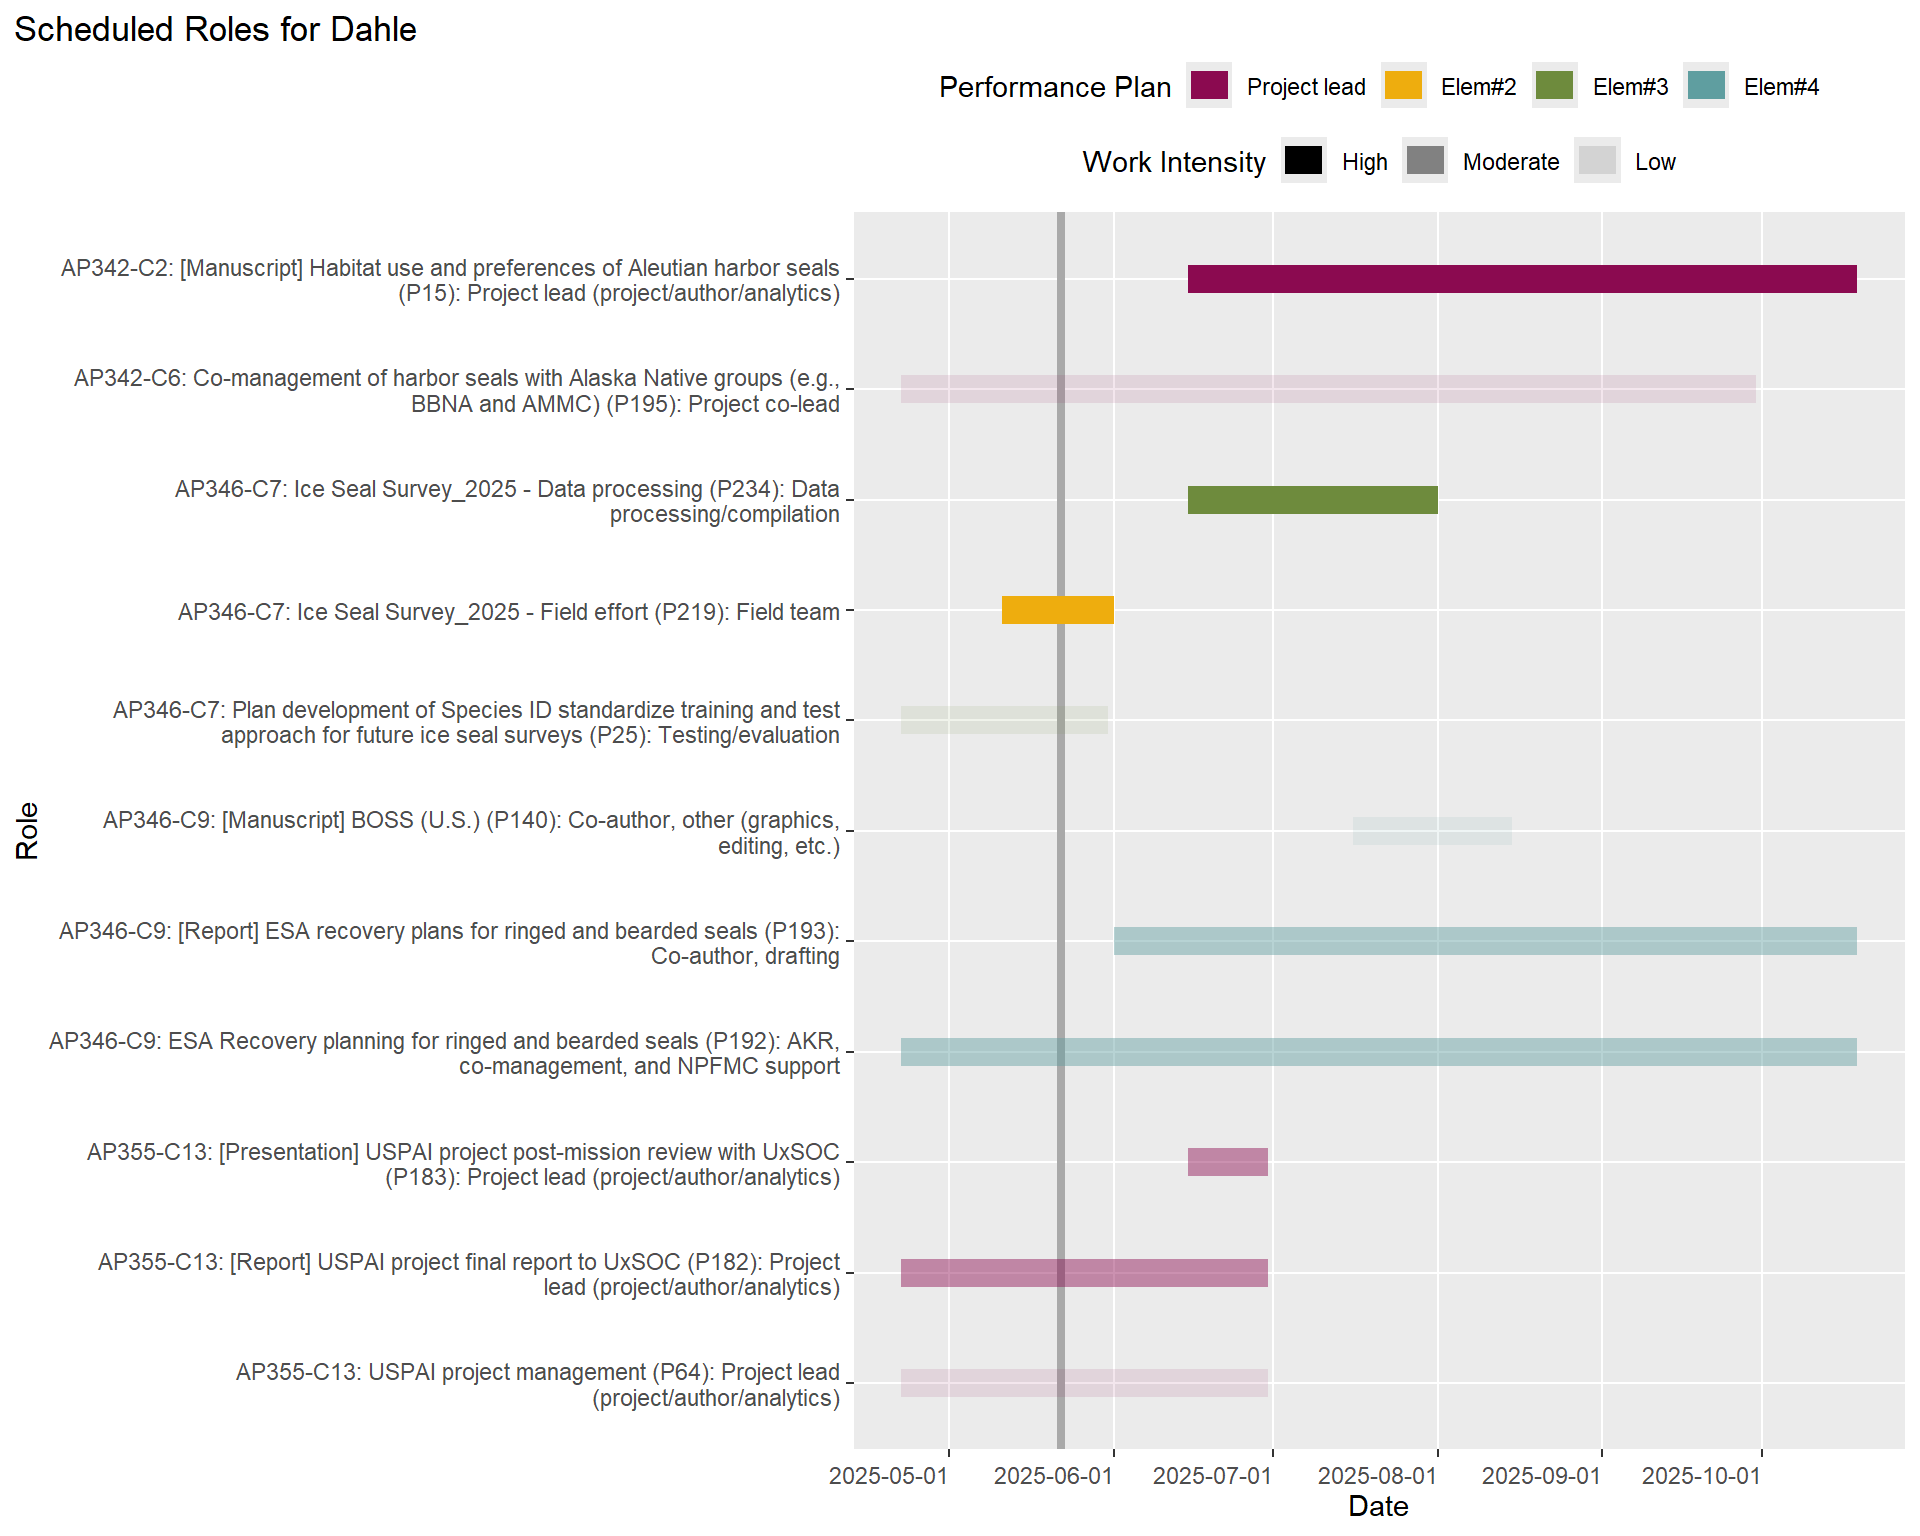 Scheduled Roles for Dahle
Performance Plan Project lead Elem#2 Elem#3 Elem#4
Work Intensity High Moderate Low
AP342-C2: [Manuscript] Habitat use and preferences of Aleutian harbor seals
(P15): Project lead (project/author/analytics)
AP342-C6: Co-management of harbor seals with Alaska Native groups (e.g.,
BBNA and AMMC) (P195): Project co-lead
AP346-C7: Ice Seal Survey_2025 - Data processing (P234): Data
processing/compilation
AP346-C7: Ice Seal Survey_2025 - Field effort (P219): Field team
AP346-C7: Plan development of Species ID standardize training and test
approach for future ice seal surveys (P25): Testing/evaluation
AP346-C9: [Manuscript] BOSS (U.S.) (P140): Co-author, other (graphics,
editing, etc.)
AP346-C9: [Report] ESA recovery plans for ringed and bearded seals (P193):
Co-author, drafting
AP346-C9: ESA Recovery planning for ringed and bearded seals (P192): AKR,
co-management, and NPFMC support
AP355-C13: [Presentation] USPAI project post-mission review with UxSOC
(P183): Project lead (project/author/analytics)
AP355-C13: [Report] USPAI project final report to UxSOC (P182): Project
lead (project/author/analytics)
AP355-C13: USPAI project management (P64): Project lead
(project/author/analytics)
Role
2025-05-01 2025-06-01 2025-07-01 2025-08-01 2025-09-01 2025-10-01
Date